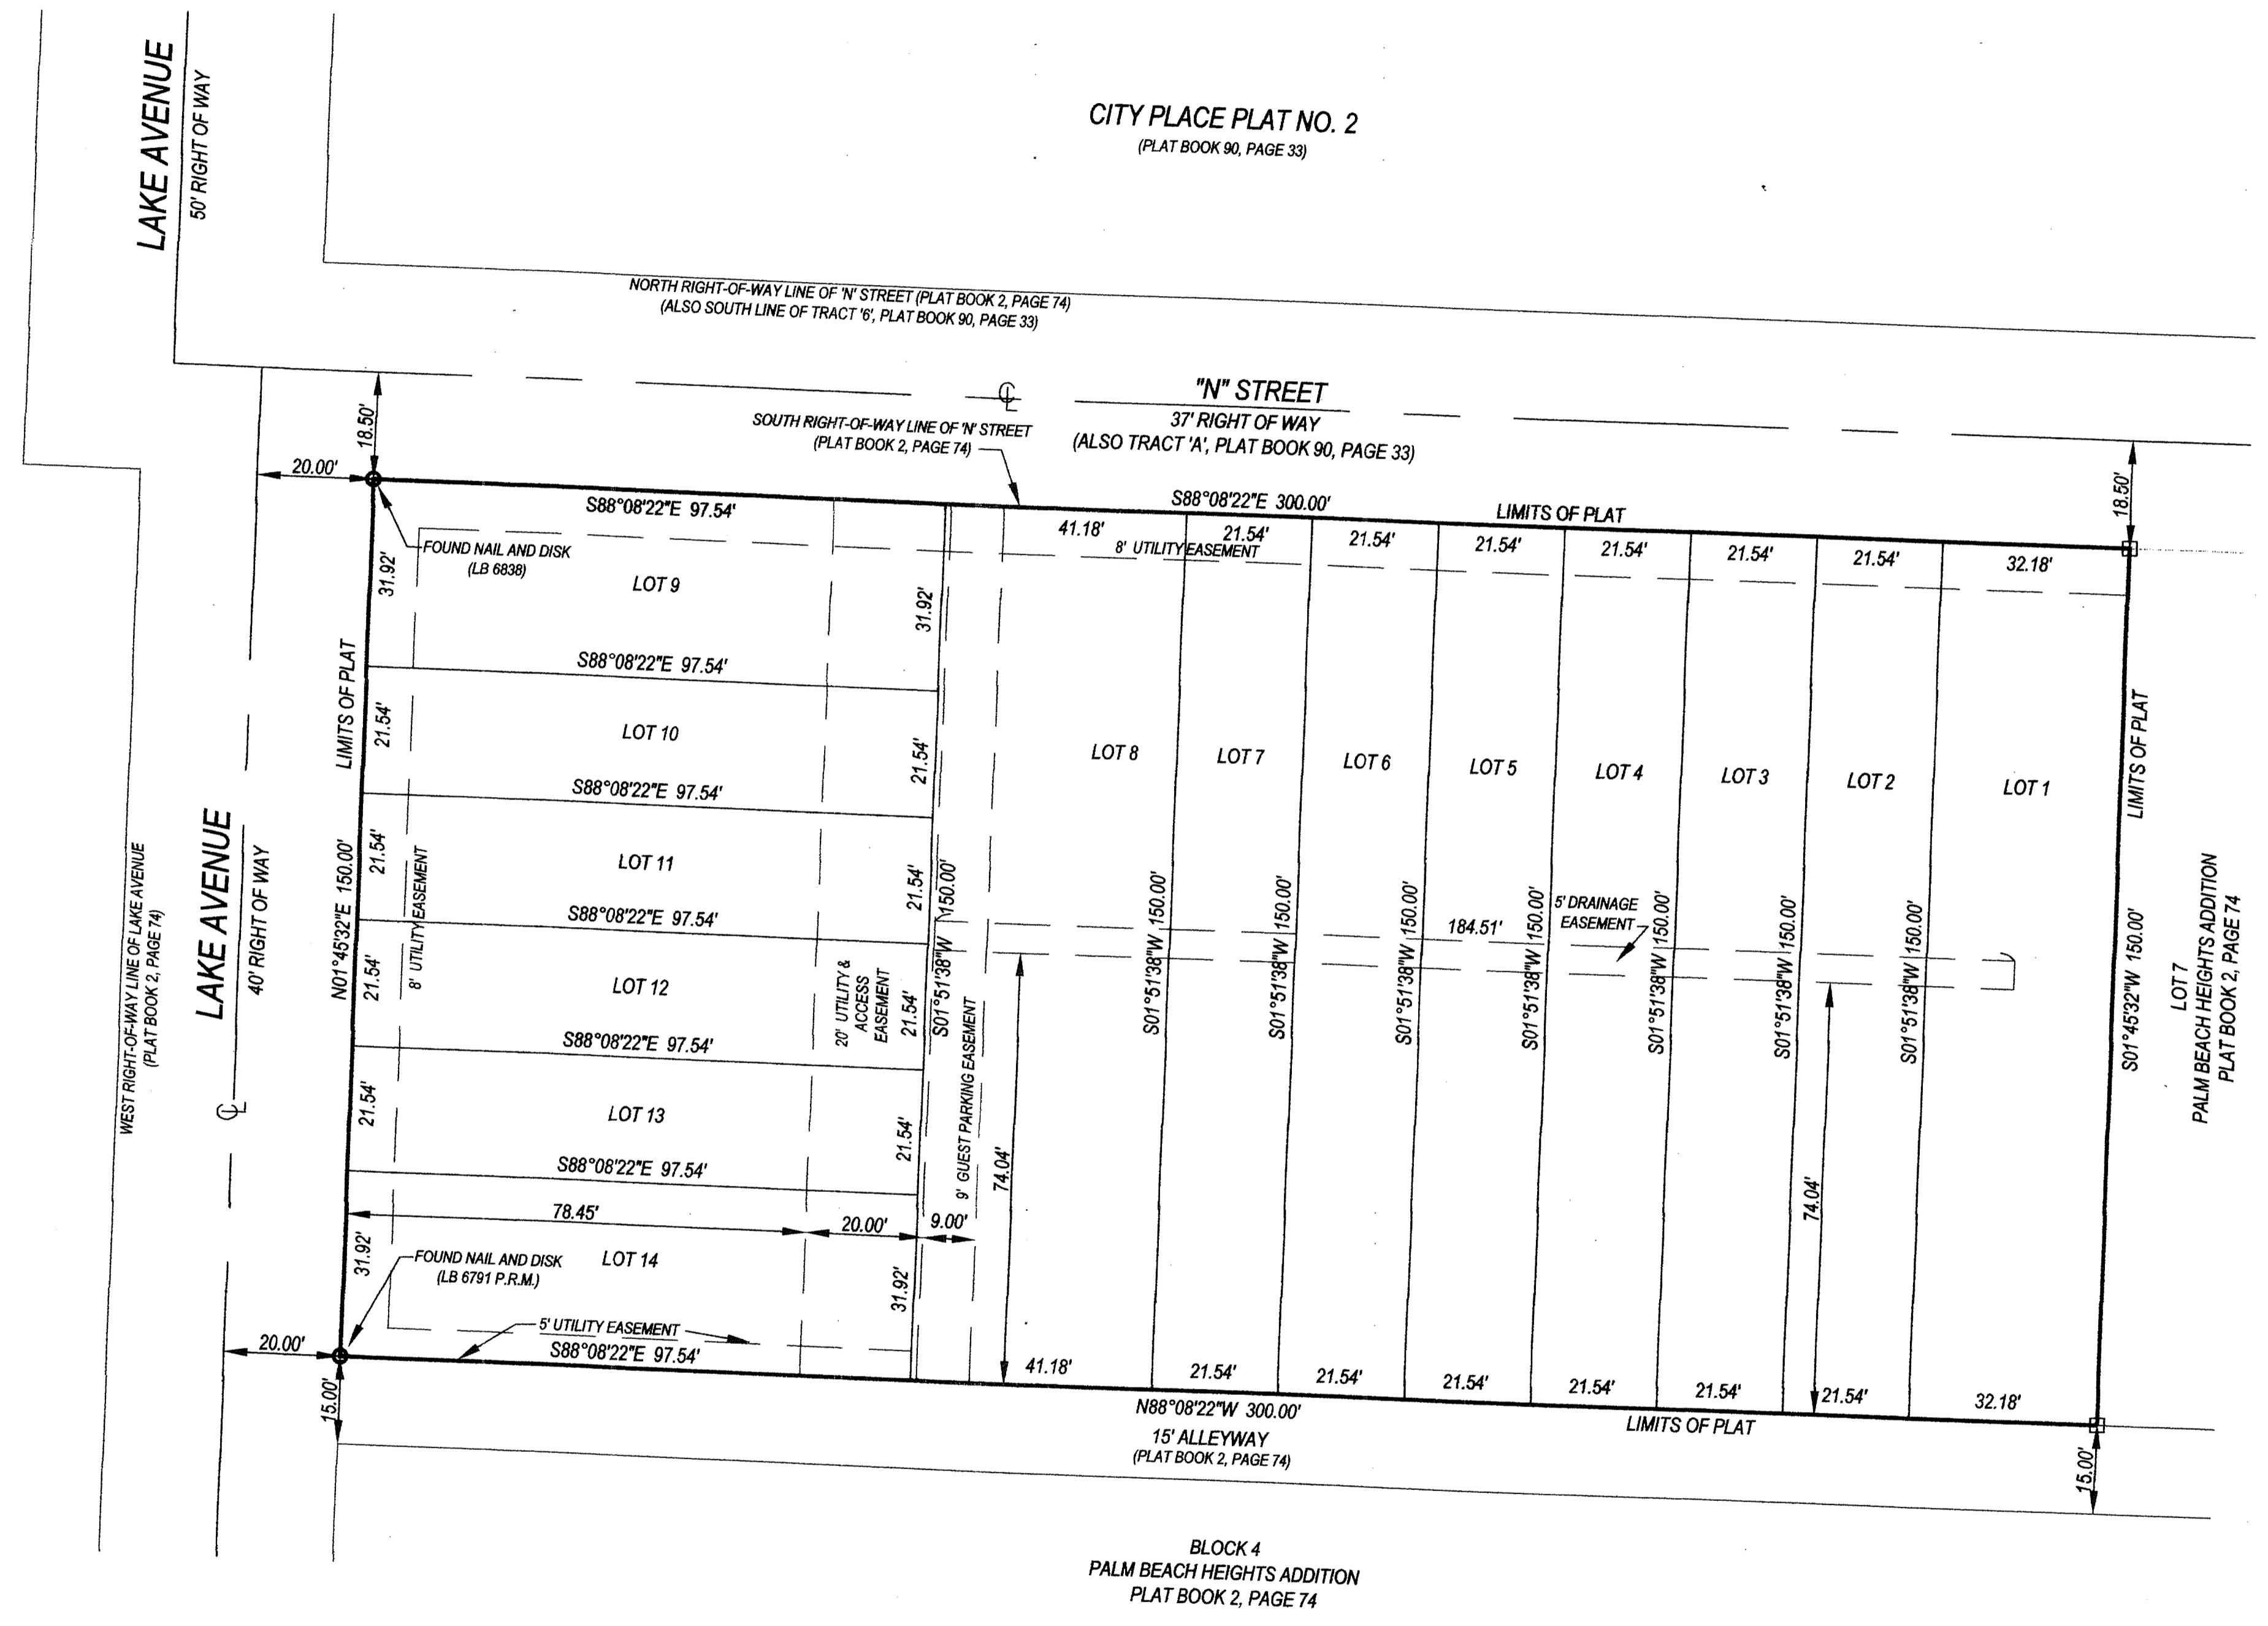 LAKE AVENUE
50' RIGHT OF WAY
CITY PLACE PLAT NO. 2
(PLAT BOOK 90, PAGE 33)
NORTH RIGHT-OF-WAY LINE OF 'N' STREET (PLAT BOOK 2, PAGE 74)
(ALSO SOUTH LINE OF TRACT '6', PLAT BOOK 90, PAGE 33)
"N" STREET
37' RIGHT OF WAY
(ALSO TRACT 'A', PLAT BOOK 90, PAGE 33)
SOUTH RIGHT-OF-WAY LINE OF 'N' STREET
(PLAT BOOK 2, PAGE 74)
18.50'
20.00'
18.50'
S88°08'22"E 97.54'
S88°08'22"E 300.00'
LIMITS OF PLAT
FOUND NAIL AND DISK
(LB 6838)
41.18'
21.54'
21.54'
21.54'
21.54'
21.54'
21.54'
32.18'
8' UTILITY EASEMENT
31.92'
LOT 9
31.92'
S88°08'22"E 97.54'
LIMITS OF PLAT
21.54'
LOT 10
21.54'
S88°08'22"E 97.54'
LOT 8
LOT 7
LOT 6
LOT 5
LOT 4
LOT 3
LOT 2
LOT 1
LIMITS OF PLAT
WEST RIGHT-OF-WAY LINE OF LAKE AVENUE
(PLAT BOOK 2, PAGE 74)
LAKE AVENUE
40' RIGHT OF WAY
N01°45'32"E 150.00'
21.54'
8' UTILITY EASEMENT
LOT 11
21.54'
S88°08'22"E 97.54'
21.54'
LOT 12
20' UTILITY &
ACCESS
EASEMENT
21.54'
S01°51'38"W 150.00'
9' GUEST PARKING EASEMENT
S88°08'22"E 97.54'
S01°51'38"W 150.00'
S01°51'38"W 150.00'
S01°51'38"W 150.00'
184.51'
S01°51'38"W 150.00'
5' DRAINAGE
EASEMENT
S01°51'38"W 150.00'
S01°51'38"W 150.00'
S01°51'38"W 150.00'
S01°45'32"W 150.00'
LOT 7
PALM BEACH HEIGHTS ADDITION
PLAT BOOK 2, PAGE 74
21.54'
LOT 13
21.54'
S88°08'22"E 97.54'
74.04'
74.04'
78.45'
20.00'
9.00'
31.92'
FOUND NAIL AND DISK
(LB 6791 P.R.M.)
LOT 14
31.92'
5' UTILITY EASEMENT
S88°08'22"E 97.54'
20.00'
15.00'
41.18'
21.54'
21.54'
21.54'
21.54'
21.54'
21.54'
32.18'
N88°08'22"W 300.00'
LIMITS OF PLAT
15' ALLEYWAY
(PLAT BOOK 2, PAGE 74)
15.00'
BLOCK 4
PALM BEACH HEIGHTS ADDITION
PLAT BOOK 2, PAGE 74